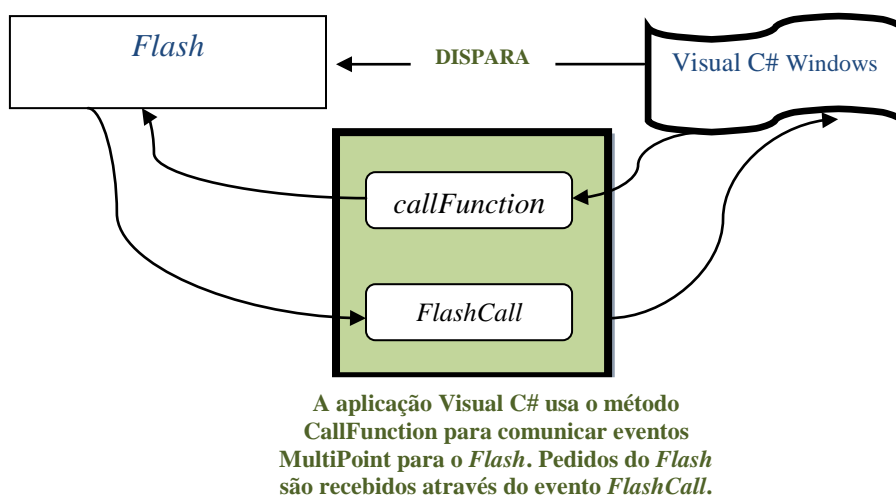 Flash
DISPARA
Visual C# Windows
callFunction
FlashCall
A aplicação Visual C# usa o método
CallFunction para comunicar eventos
MultiPoint para o Flash. Pedidos do Flash
são recebidos através do evento FlashCall.